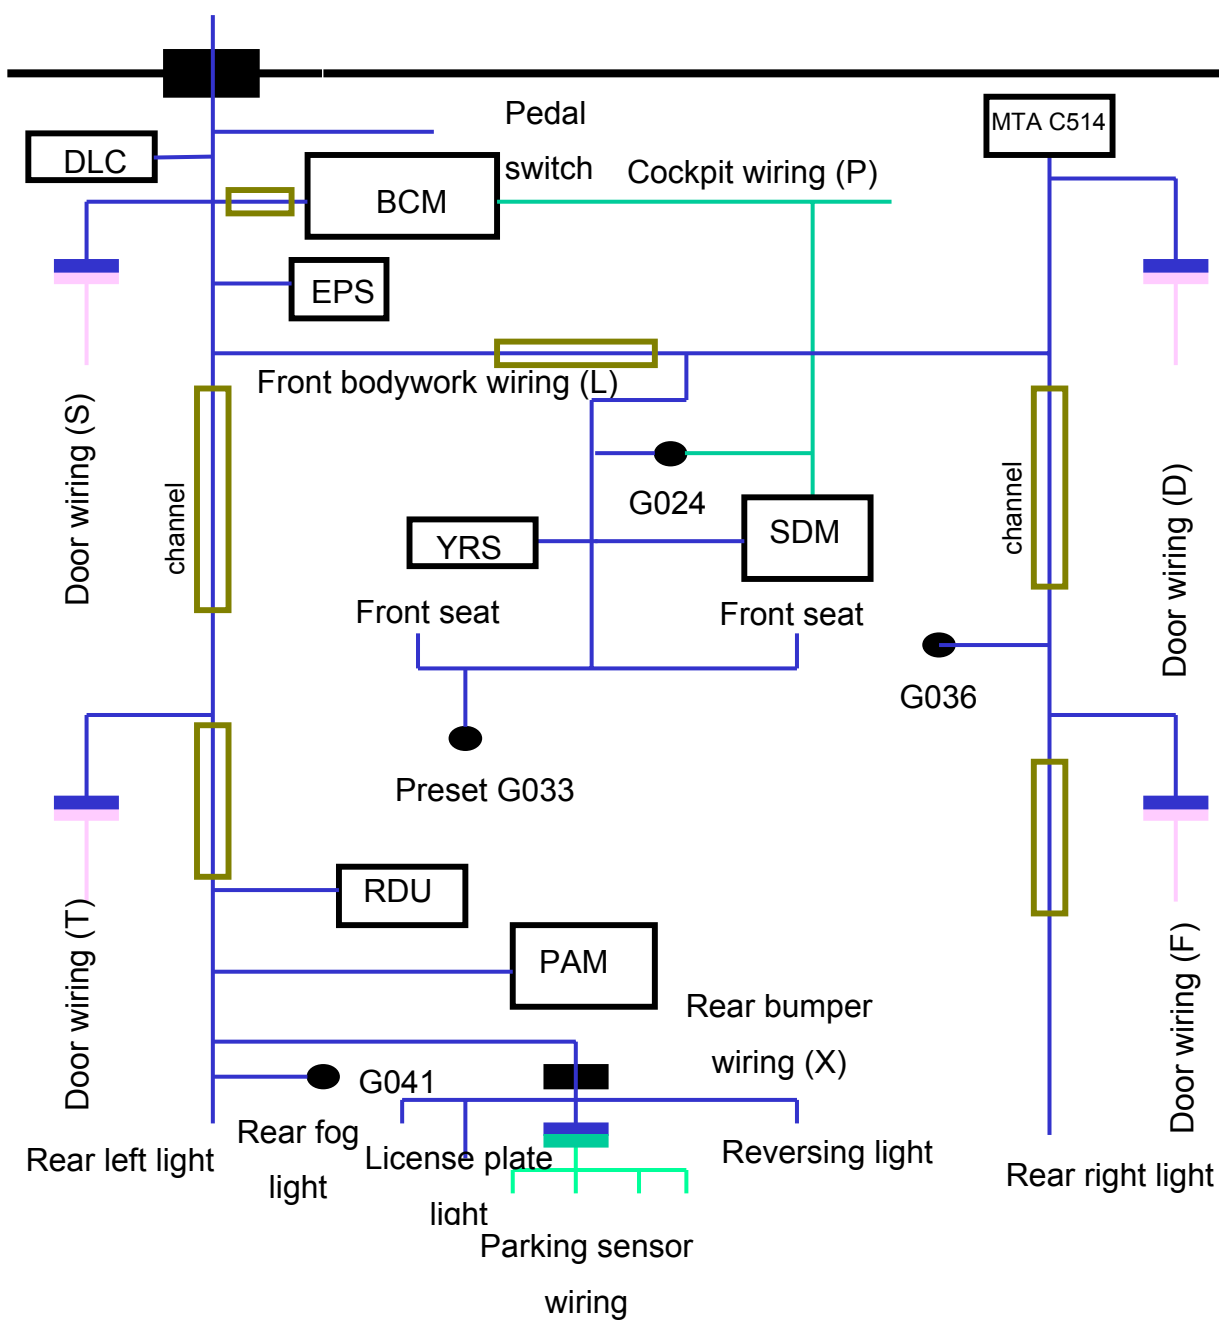 Pedal
switch
MTA C514
DLC
BCM
Cockpit wiring (P)
EPS
Front bodywork wiring (L)
Door wiring (S)
channel
G024
channel
Door wiring (D)
YRS
SDM
Front seat
Front seat
G036
Preset G033
RDU
PAM
Door wiring (T)
Door wiring (F)
Rear bumper
wiring (X)
G041
Rear fog
light
Rear left light
License plate
light
Reversing light
Rear right light
Parking sensor
wiring